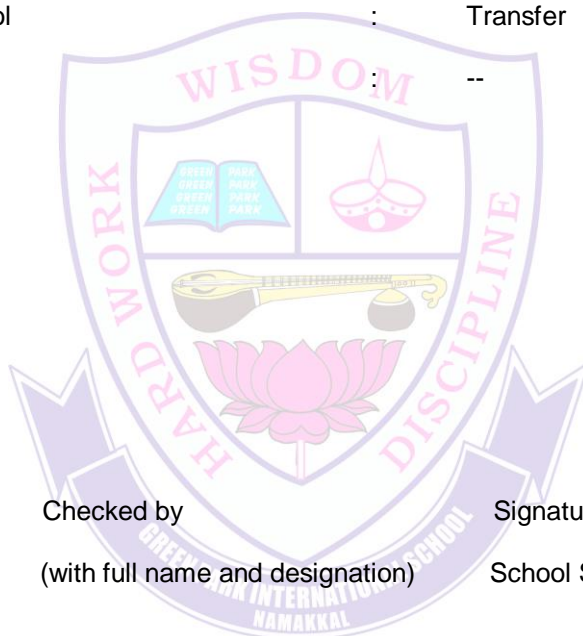 ol : Transfer
: --
WISDOM
HARD WORK
DISCIPLINE
GREEN PARK
GREEN PARK
GREEN PARK
GREEN PARK
Checked by Signatu
(with full name and designation) School S
GREEN PARK INTERNATIONAL SCHOOL
NAMAKKAL